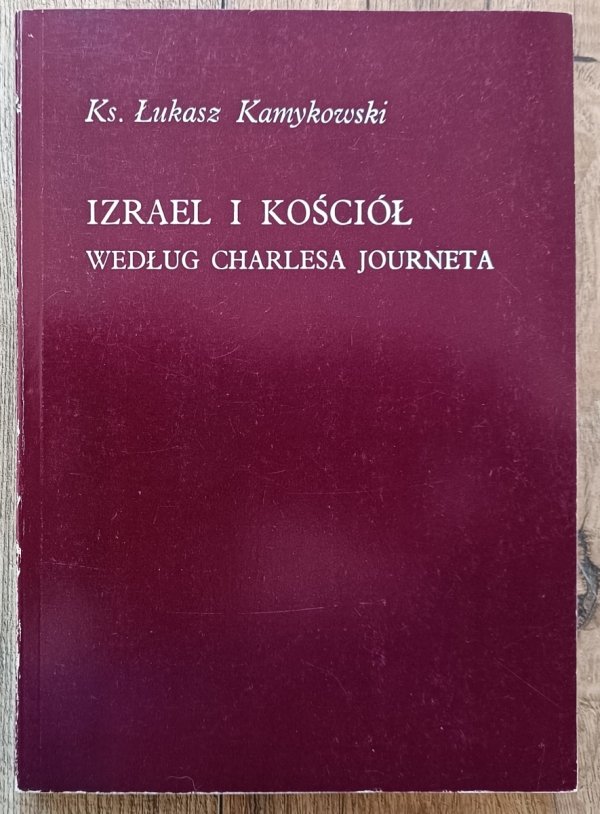 Ks. Łukasz Kamykowski
IZRAEL I KOŚCIÓŁ
WEDŁUG CHARLESA JOURNETA